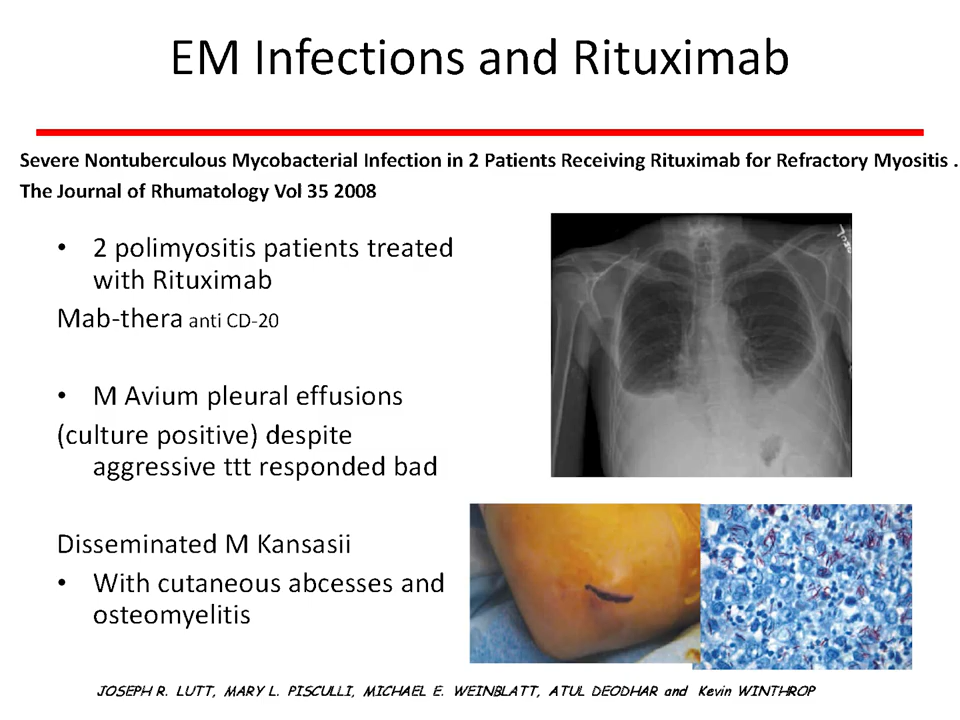 EM Infections and Rituximab
Severe Nontuberculous Mycobacterial Infection in 2 Patients Receiving Rituximab for Refractory Myositis .
The Journal of Rhumatology Vol 35 2008
• 2 polimyositis patients treated
with Rituximab
Mab-thera anti CD-20
• M Avium pleural effusions
(culture positive) despite
aggressive ttt responded bad
Disseminated M Kansasii
• With cutaneous abcesses and
osteomyelitis
JOSEPH R. LUTT, MARY L. PISCULLI, MICHAEL E. WEINBLATT, ATUL DEODHAR and Kevin WINTHROP